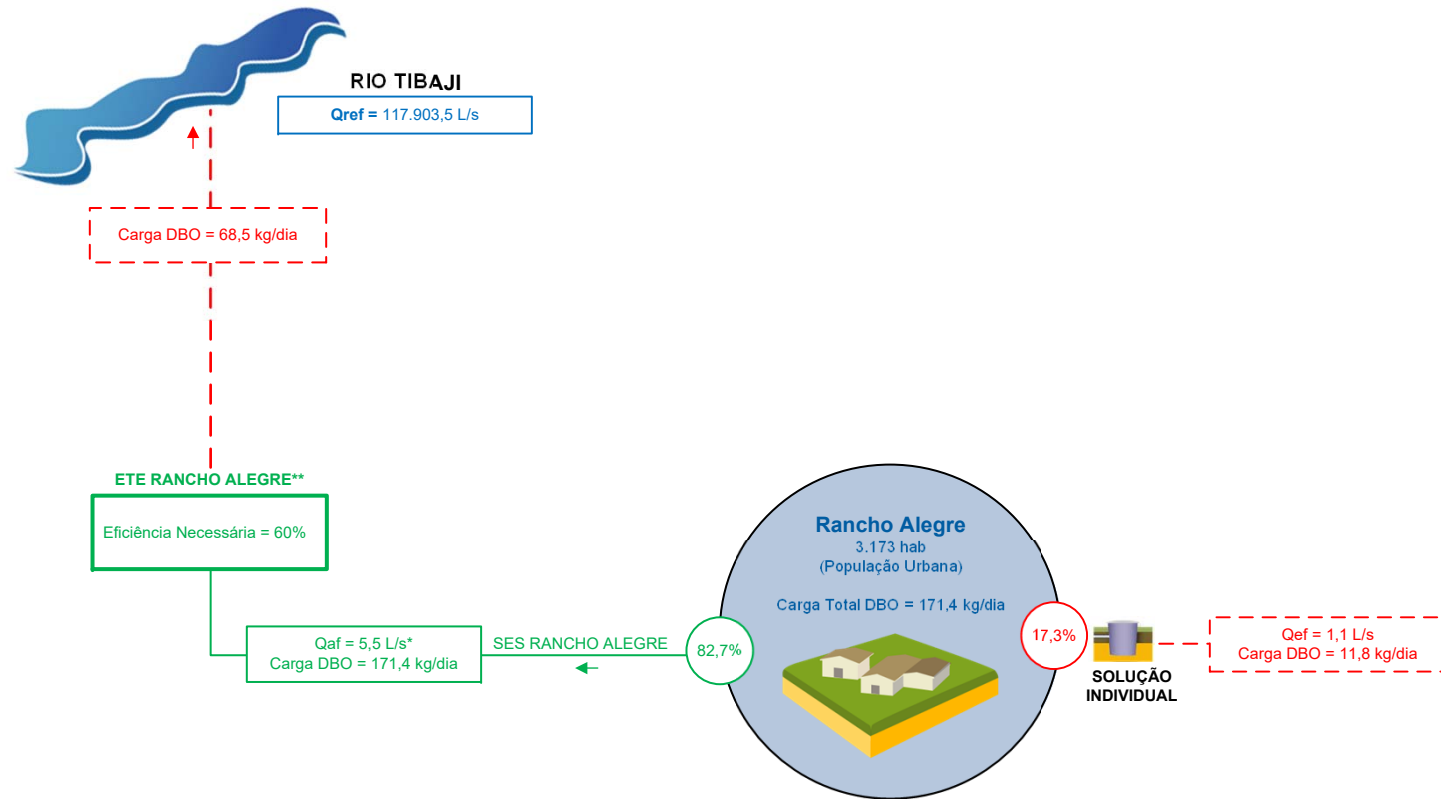 RIO TIBAJI
Qref = 117.903,5 L/s
Carga DBO = 68,5 kg/dia
ETE RANCHO ALEGRE**
Eficiência Necessária = 60%
Qaf = 5,5 L/s*
Carga DBO = 171,4 kg/dia
SES RANCHO ALEGRE
82,7%
Rancho Alegre
3.173 hab
(População Urbana)
Carga Total DBO = 171,4 kg/dia
17,3%
SOLUÇÃO
INDIVIDUAL
Qef = 1,1 L/s
Carga DBO = 11,8 kg/dia